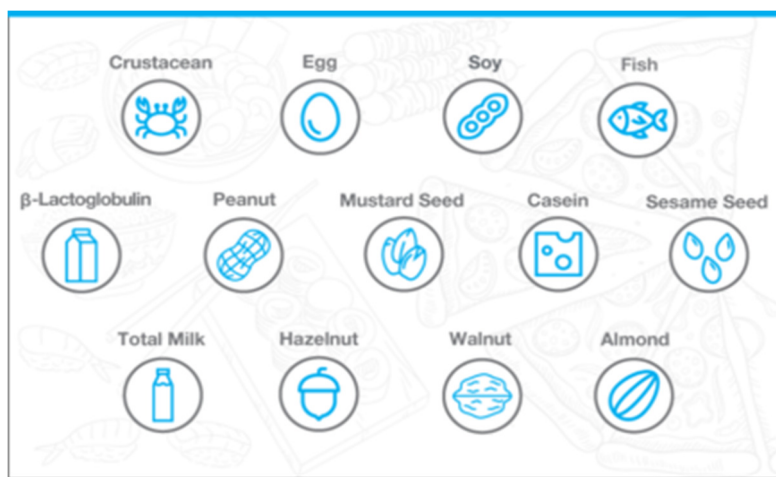 Crustacean
Egg
Soy
Fish
β-Lactoglobulin
Peanut
Mustard Seed
Casein
Sesame Seed
Total Milk
Hazelnut
Walnut
Almond